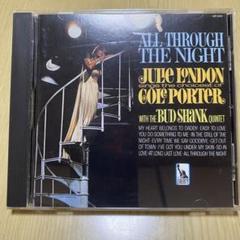 ALL THROUGH
THE NIGHT
JULIE LONDON
sings the choicest of
COLE PORTER
WITH THE BUD SHANK QUINTET
MY HEART BELONGS TO DADDY · EASY TO LOVE
YOU DO SOMETHING TO ME · IN THE STILL OF THE
NIGHT · EV'RY TIME WE SAY GOODBYE · GET OUT
OF TOWN · I'VE GOT YOU UNDER MY SKIN · SO IN
LOVE · AT LONG LAST LOVE · ALL THROUGH THE NIGHT